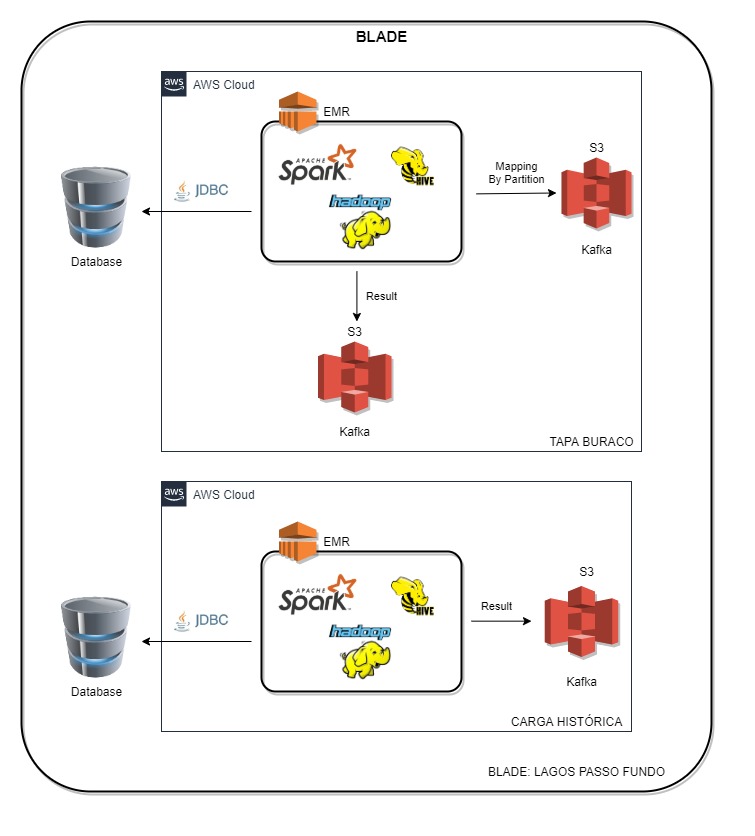 BLADE
aws
AWS Cloud
EMR
APACHE
Spark™
HIVE
hadoop
JDBC
Database
Mapping
By Partition
S3
Kafka
Result
S3
Kafka
TAPA BURACO
aws
AWS Cloud
EMR
APACHE
Spark™
HIVE
hadoop
JDBC
Database
Result
S3
Kafka
CARGA HISTÓRICA
BLADE: LAGOS PASSO FUNDO